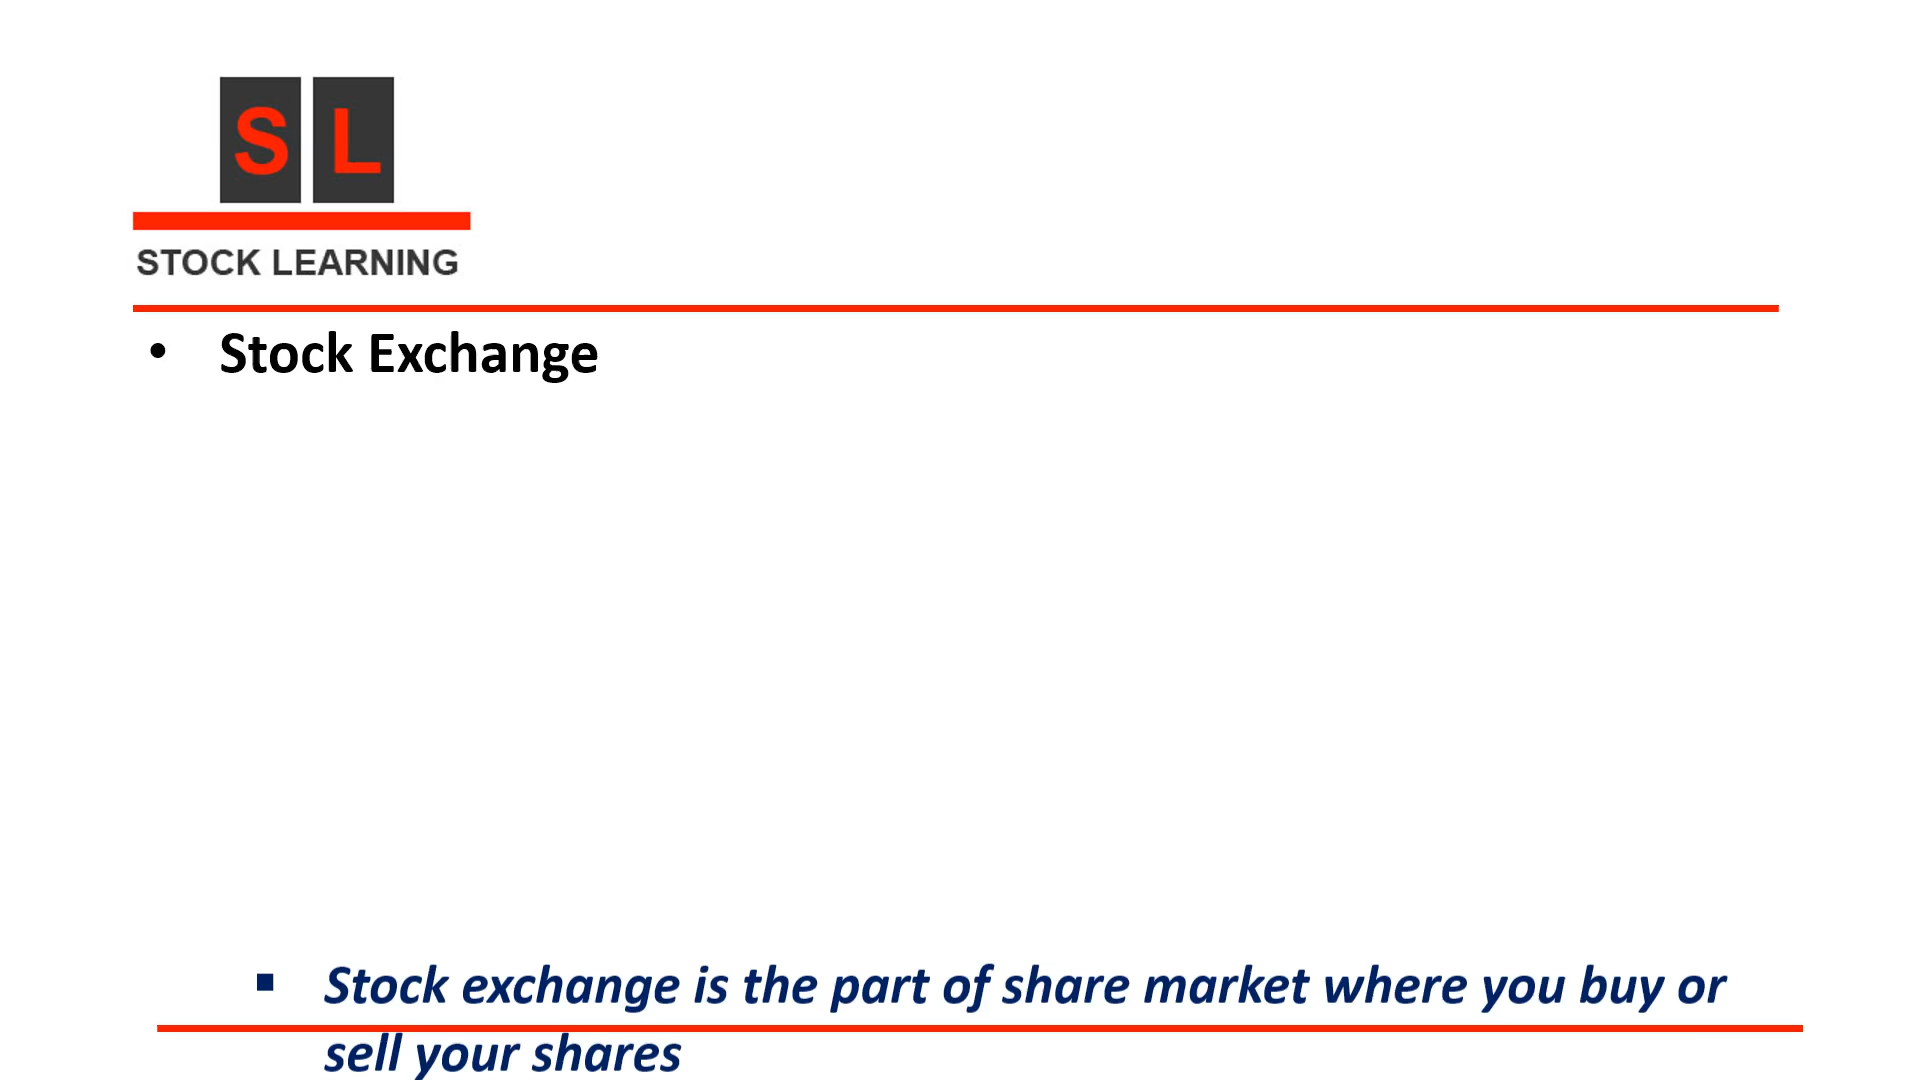 S L
STOCK LEARNING
• Stock Exchange
▪ Stock exchange is the part of share market where you buy or
sell your shares